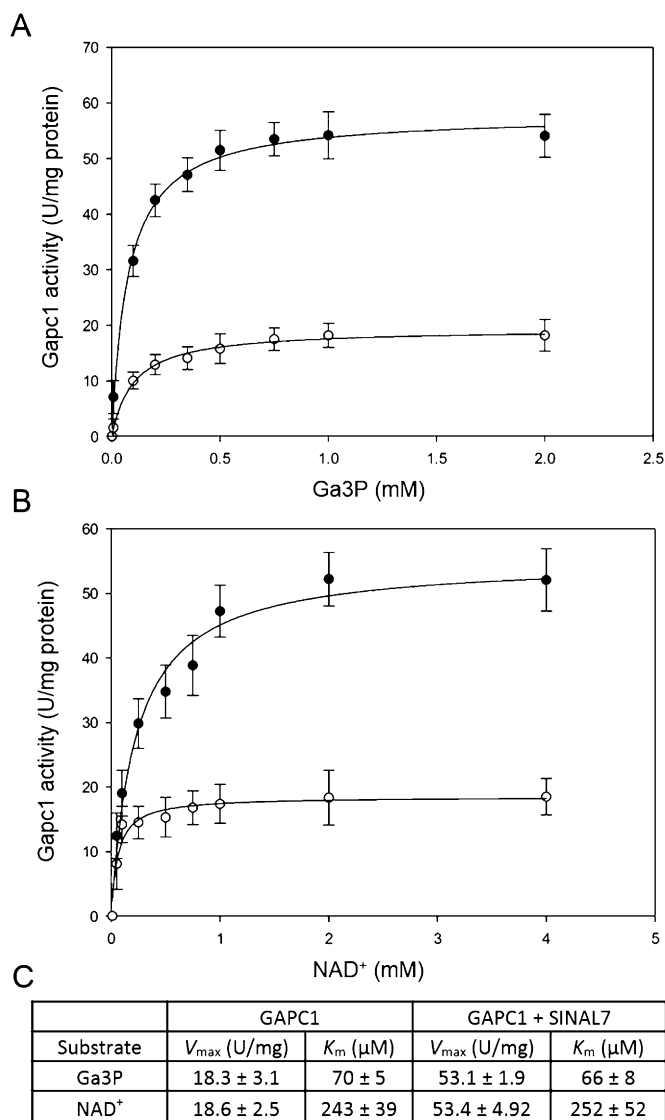 A
Gapc1 activity (U/mg protein)
70
60
50
40
30
20
10
0
0.0 0.5 1.0 1.5 2.0 2.5
Ga3P (mM)
B
Gapc1 activity (U/mg protein)
60
50
40
30
20
10
0
0 1 2 3 4 5
NAD⁺ (mM)
C
GAPC1 GAPC1 + SINAL7
Substrate Vmax (U/mg) Km (µM) Vmax (U/mg) Km (µM)
Ga3P 18.3 ± 3.1 70 ± 5 53.1 ± 1.9 66 ± 8
NAD⁺ 18.6 ± 2.5 243 ± 39 53.4 ± 4.92 252 ± 52